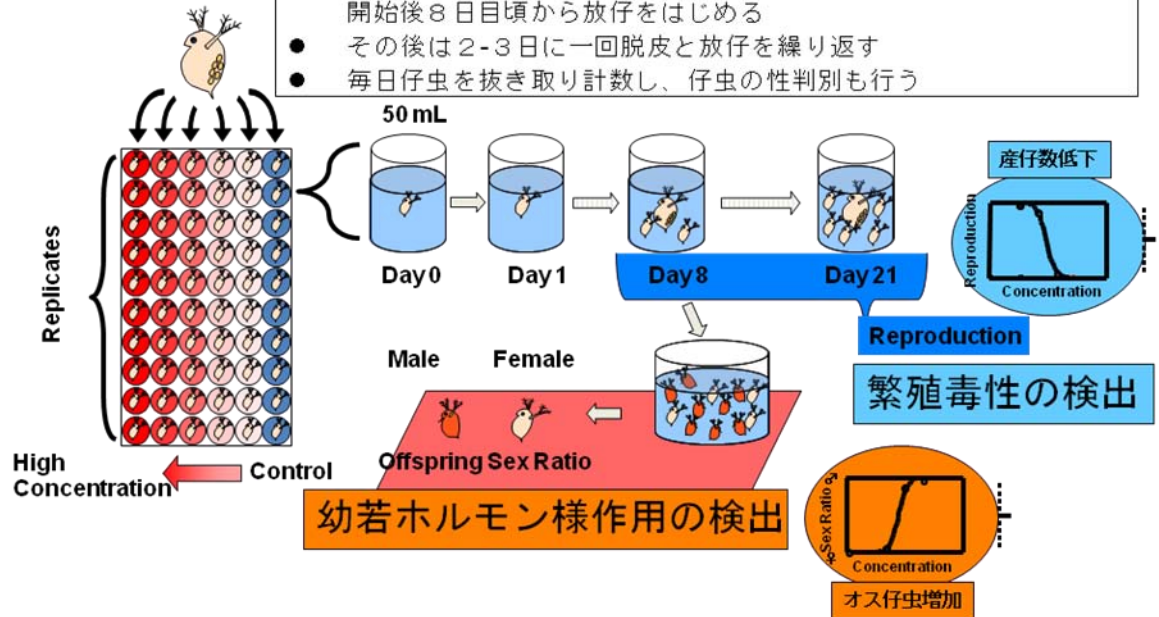 開始後８日目頃から放仔をはじめる
● その後は２-３日に一回脱皮と放仔を繰り返す
● 毎日仔虫を抜き取り計数し、仔虫の性判別も行う
50 mL
Replicates
Day 0
Day 1
Day 8
Day 21
産仔数低下
Reproduction
Concentration
Reproduction
繁殖毒性の検出
Male
Female
Offspring Sex Ratio
High
Concentration
Control
幼若ホルモン様作用の検出
♂
Sex Ratio
♀
Concentration
オス仔虫増加